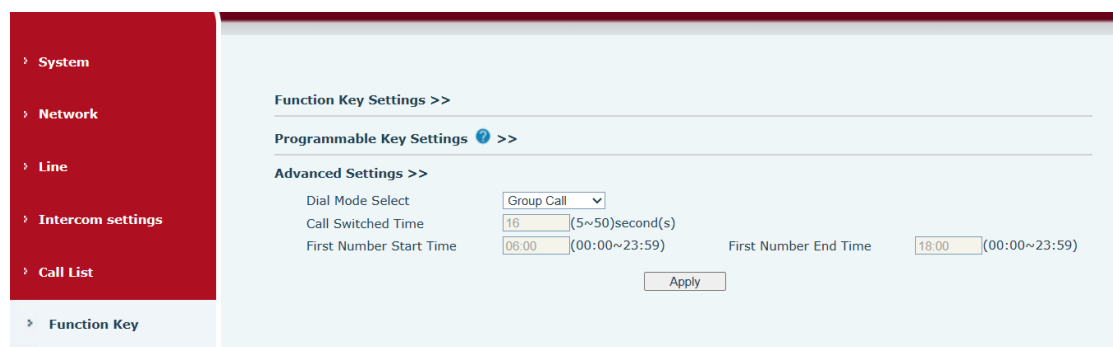 System
Network
Line
Intercom settings
Call List
Function Key
Function Key Settings >>
Programmable Key Settings ? >>
Advanced Settings >>
Dial Mode Select Group Call
Call Switched Time 16 (5~50)second(s)
First Number Start Time 06:00 (00:00~23:59) First Number End Time 18:00 (00:00~23:59)
Apply